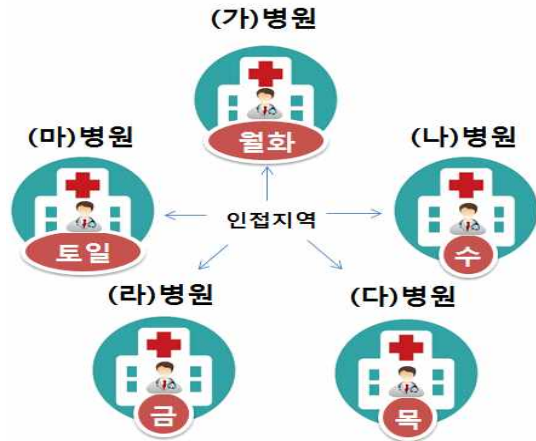 (가)병원
월화
(마)병원
(나)병원
토일
인접지역
수
(라)병원
(다)병원
금
목